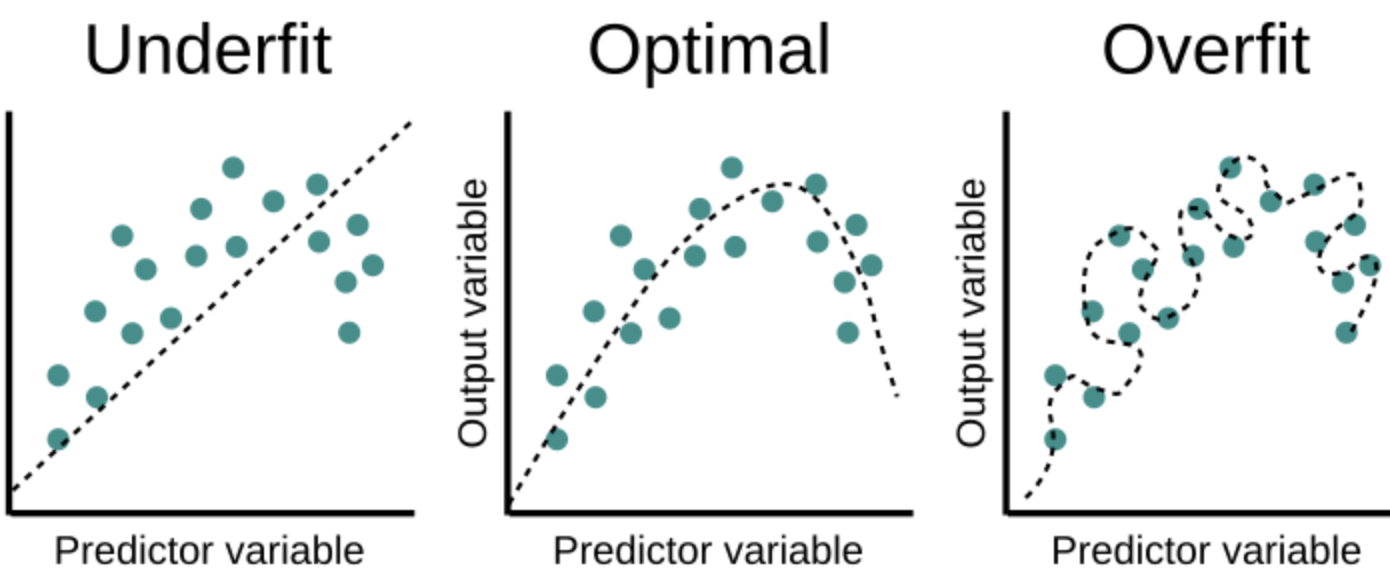 Underfit
Optimal
Overfit
Output variable
Output variable
Predictor variable
Predictor variable
Predictor variable